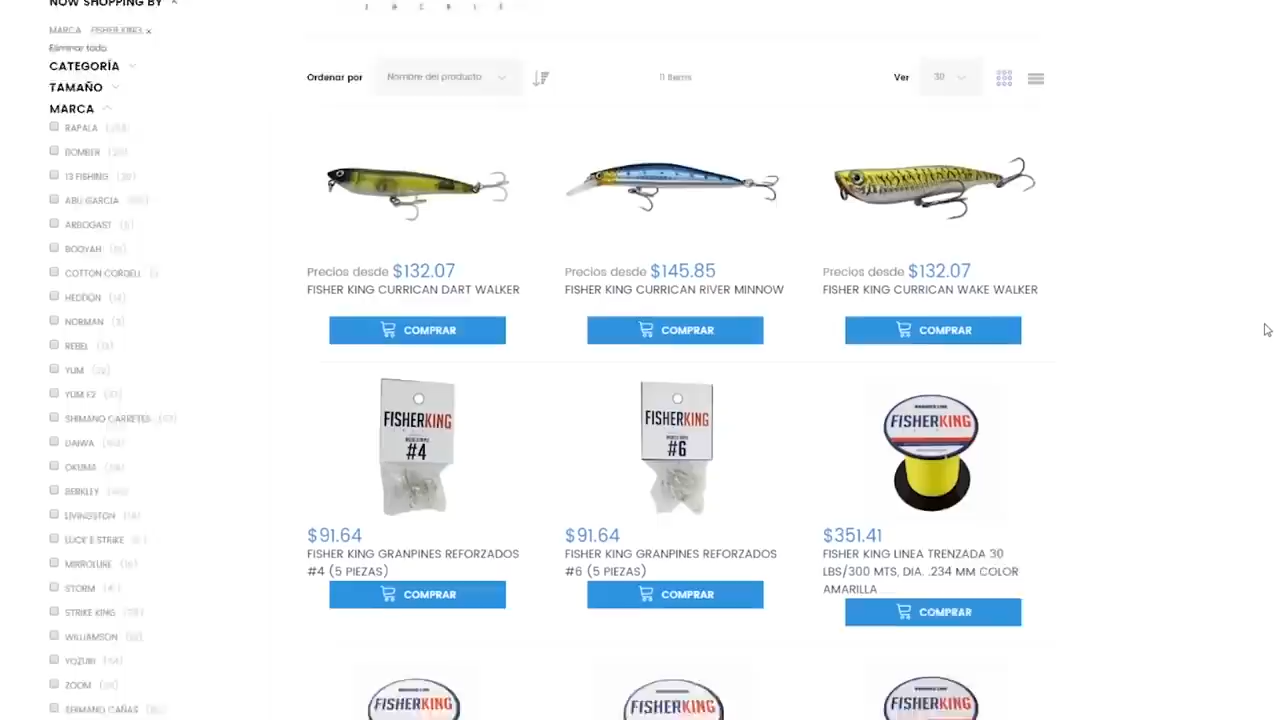 NOW SHOPPING BY
MARCA FISHER KING ×
Eliminar todo
CATEGORÍA
TAMAÑO
MARCA
RAPALA
BOMBER
13 FISHING
ABU GARCIA
ARBOGAST
BOOYAH
COTTON CORDELL
HEDDON
NORMAN
REBEL
YUM
YUM F2
SHIMANO CARRETES
DAIWA
OKUMA
BERKLEY
LIVINGSTON
LUCK E STRIKE
MIRROLURE
STORM
STRIKE KING
WILLIAMSON
YOZURI
ZOOM
SHIMANO CAÑAS
Ordenar por Nombre del producto 11 items Ver 30
Precios desde $132.07
FISHER KING CURRICAN DART WALKER
COMPRAR
Precios desde $145.85
FISHER KING CURRICAN RIVER MINNOW
COMPRAR
Precios desde $132.07
FISHER KING CURRICAN WAKE WALKER
COMPRAR
FISHERKING
#4
$91.64
FISHER KING GRANPINES REFORZADOS
#4 (5 PIEZAS)
COMPRAR
FISHERKING
#6
$91.64
FISHER KING GRANPINES REFORZADOS
#6 (5 PIEZAS)
COMPRAR
FISHERKING
$351.41
FISHER KING LINEA TRENZADA 30
LBS/300 MTS, DIA. .234 MM COLOR
AMARILLA
COMPRAR
FISHERKING
FISHERKING
FISHERKING